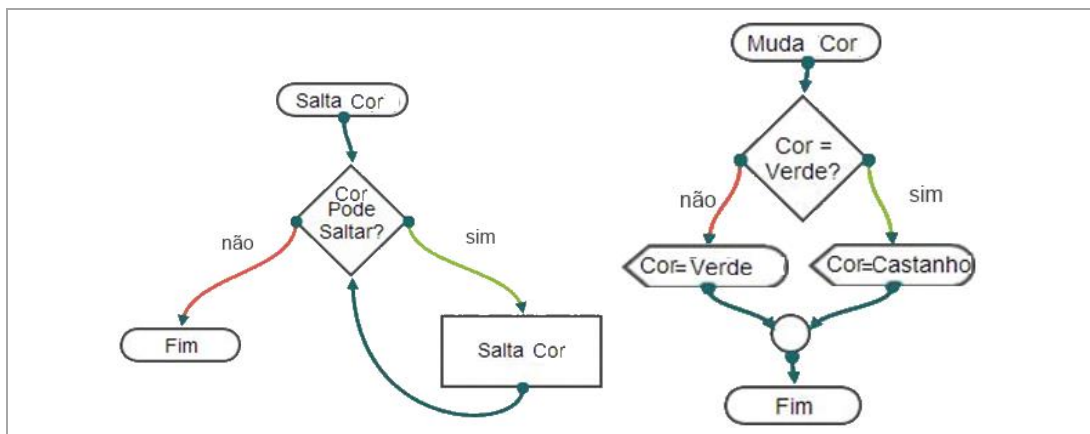 Salta Cor
Cor
Pode
Saltar?
não
sim
Fim
Salta Cor
Muda Cor
Cor =
Verde?
não
sim
Cor=Verde
Cor=Castanho
Fim